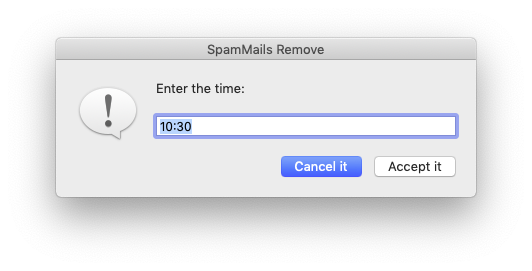 SpamMails Remove
Enter the time:
10:30
Cancel it
Accept it